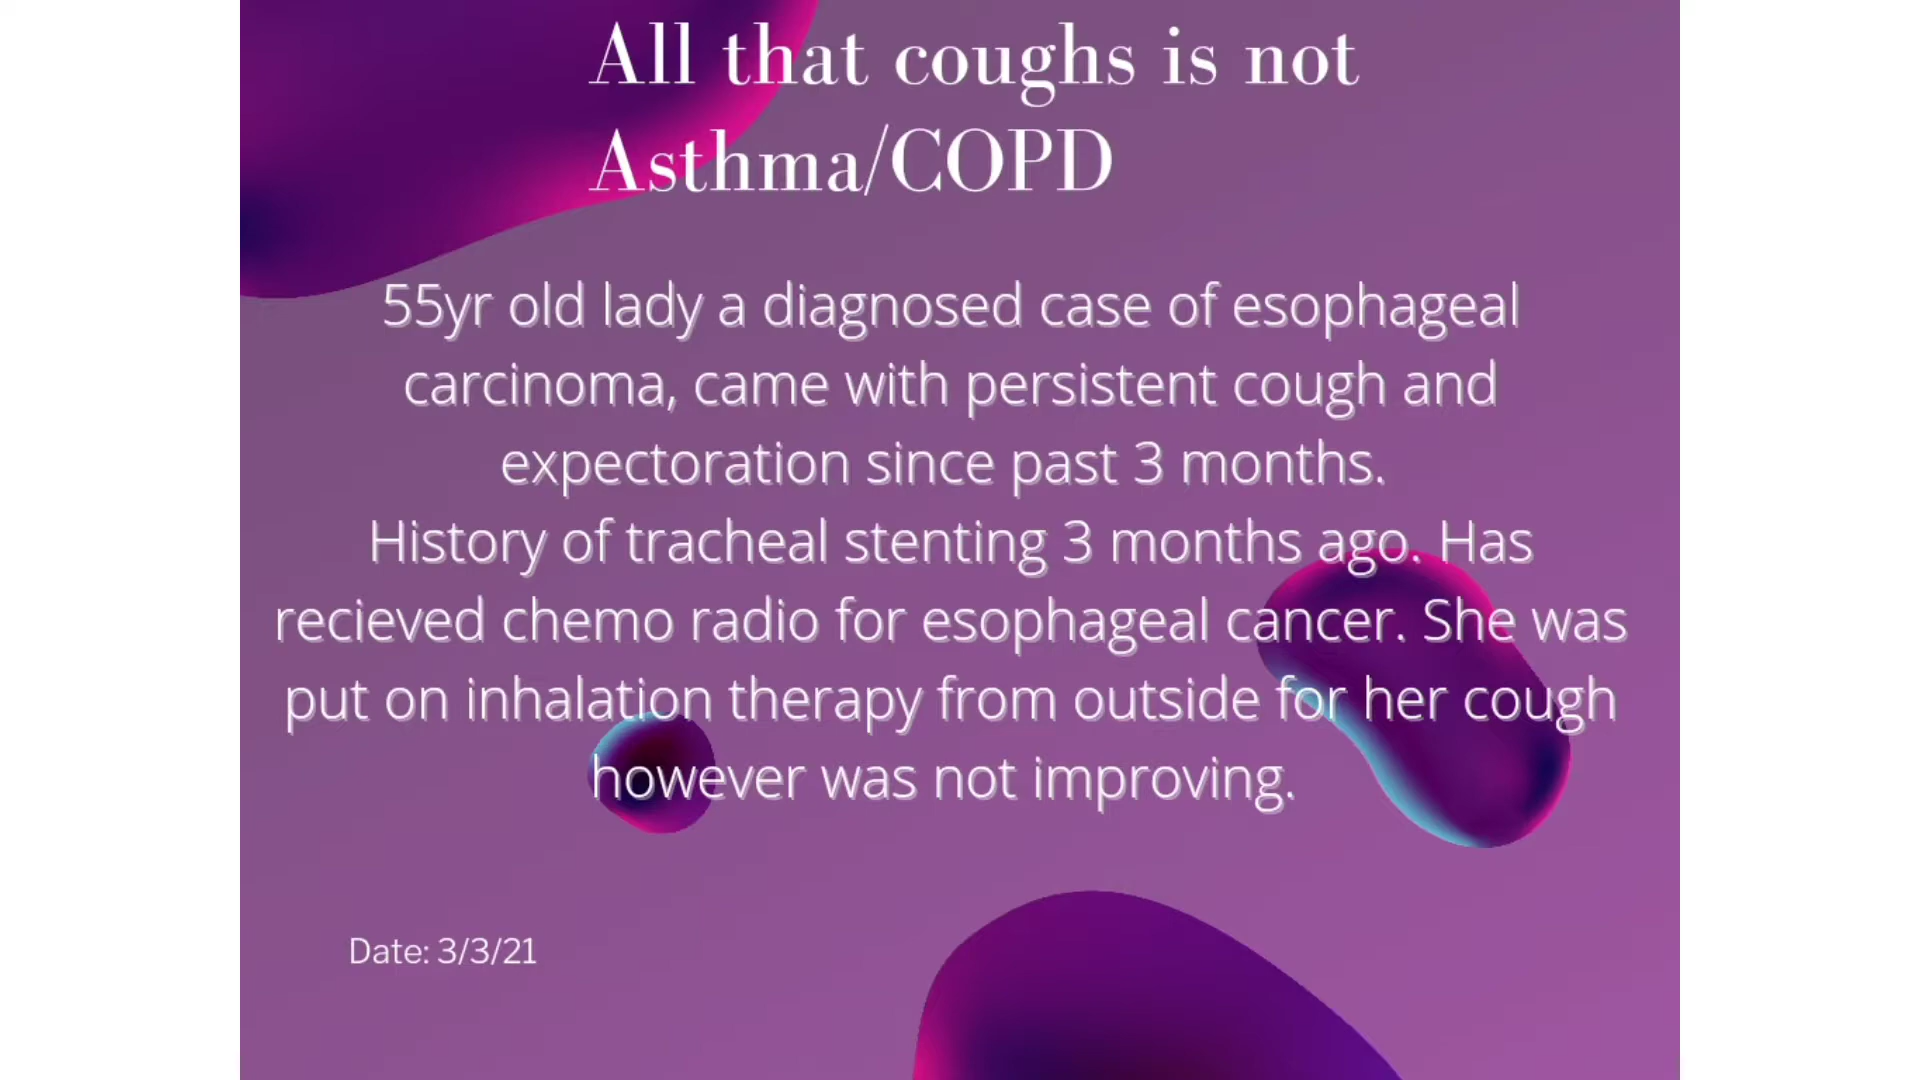 All that coughs is not
Asthma/COPD
55yr old lady a diagnosed case of esophageal
carcinoma, came with persistent cough and
expectoration since past 3 months.
History of tracheal stenting 3 months ago. Has
recieved chemo radio for esophageal cancer. She was
put on inhalation therapy from outside for her cough
however was not improving.
Date: 3/3/21